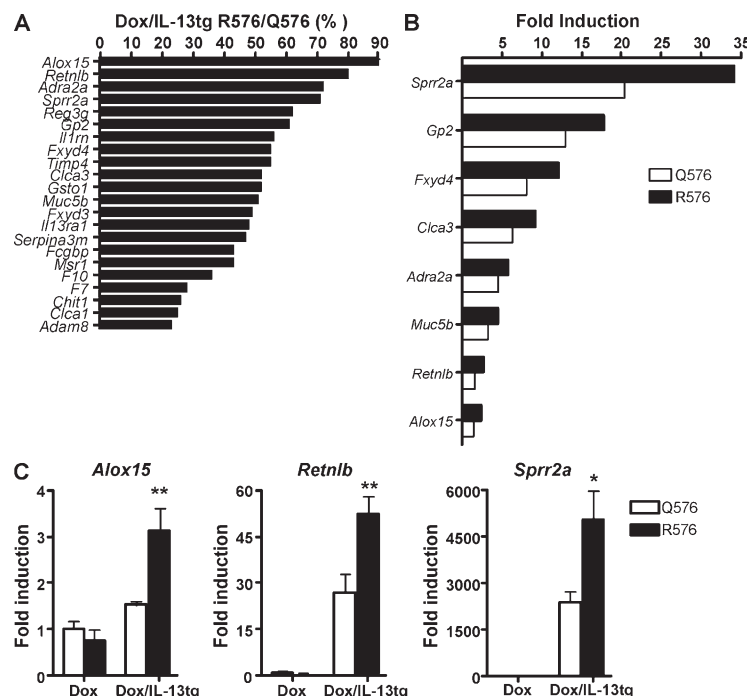 A
Dox/IL-13tg R576/Q576 (% )
0 10 20 30 40 50 60 70 80 90
Alox15
Retnlb
Adra2a
Sprr2a
Reg3g
Gp2
Il1rn
Fxyd4
Timp4
Clca3
Gsto1
Muc5b
Fxyd3
Il13ra1
Serpina3m
Fcgbp
Msr1
F10
F7
Chit1
Clca1
Adam8
B
Fold Induction
5 10 15 20 25 30 35
Sprr2a
Gp2
Fxyd4
Clca3
Adra2a
Muc5b
Retnlb
Alox15
Q576
R576
C
Alox15
Fold induction
4
3
2
1
0
**
Dox Dox/IL-13tg
Retnlb
Fold induction
60
45
30
15
0
**
Dox Dox/IL-13tg
Sprr2a
Fold induction
6000
4500
3000
1500
0
*
Dox Dox/IL-13tg
Q576
R576